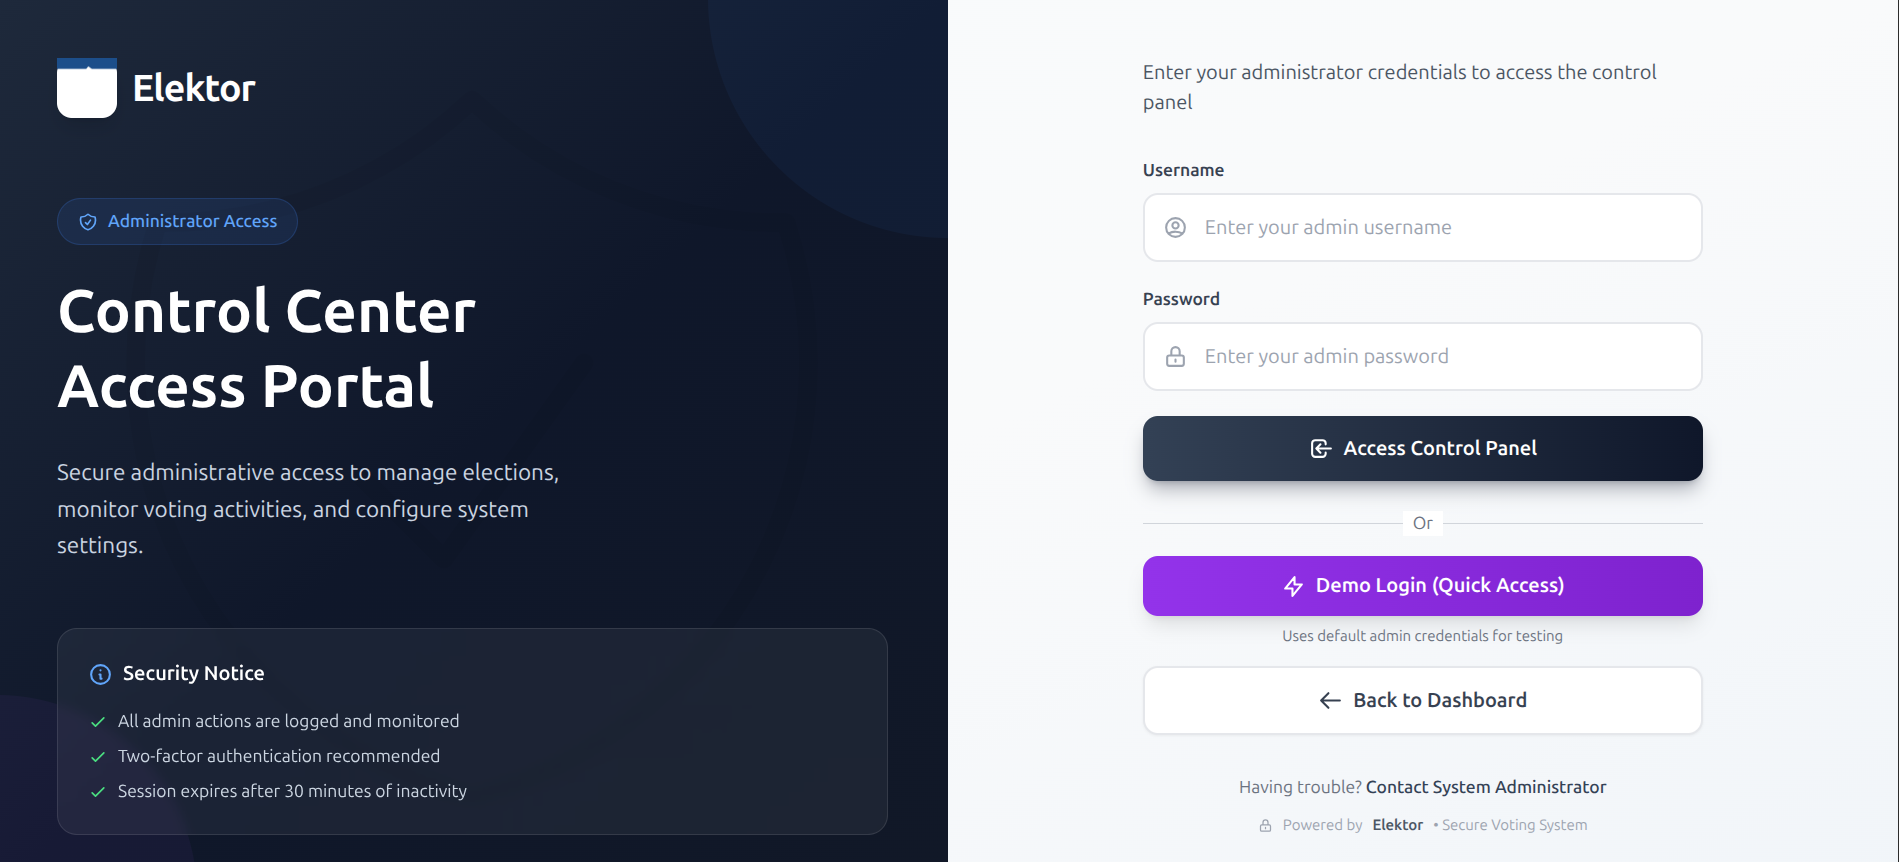 Elektor
Administrator Access
Control Center
Access Portal
Secure administrative access to manage elections,
monitor voting activities, and configure system
settings.
Security Notice
All admin actions are logged and monitored
Two-factor authentication recommended
Session expires after 30 minutes of inactivity
Enter your administrator credentials to access the control
panel
Username
Enter your admin username
Password
Enter your admin password
Access Control Panel
Or
Demo Login (Quick Access)
Uses default admin credentials for testing
Back to Dashboard
Having trouble? Contact System Administrator
Powered by Elektor • Secure Voting System